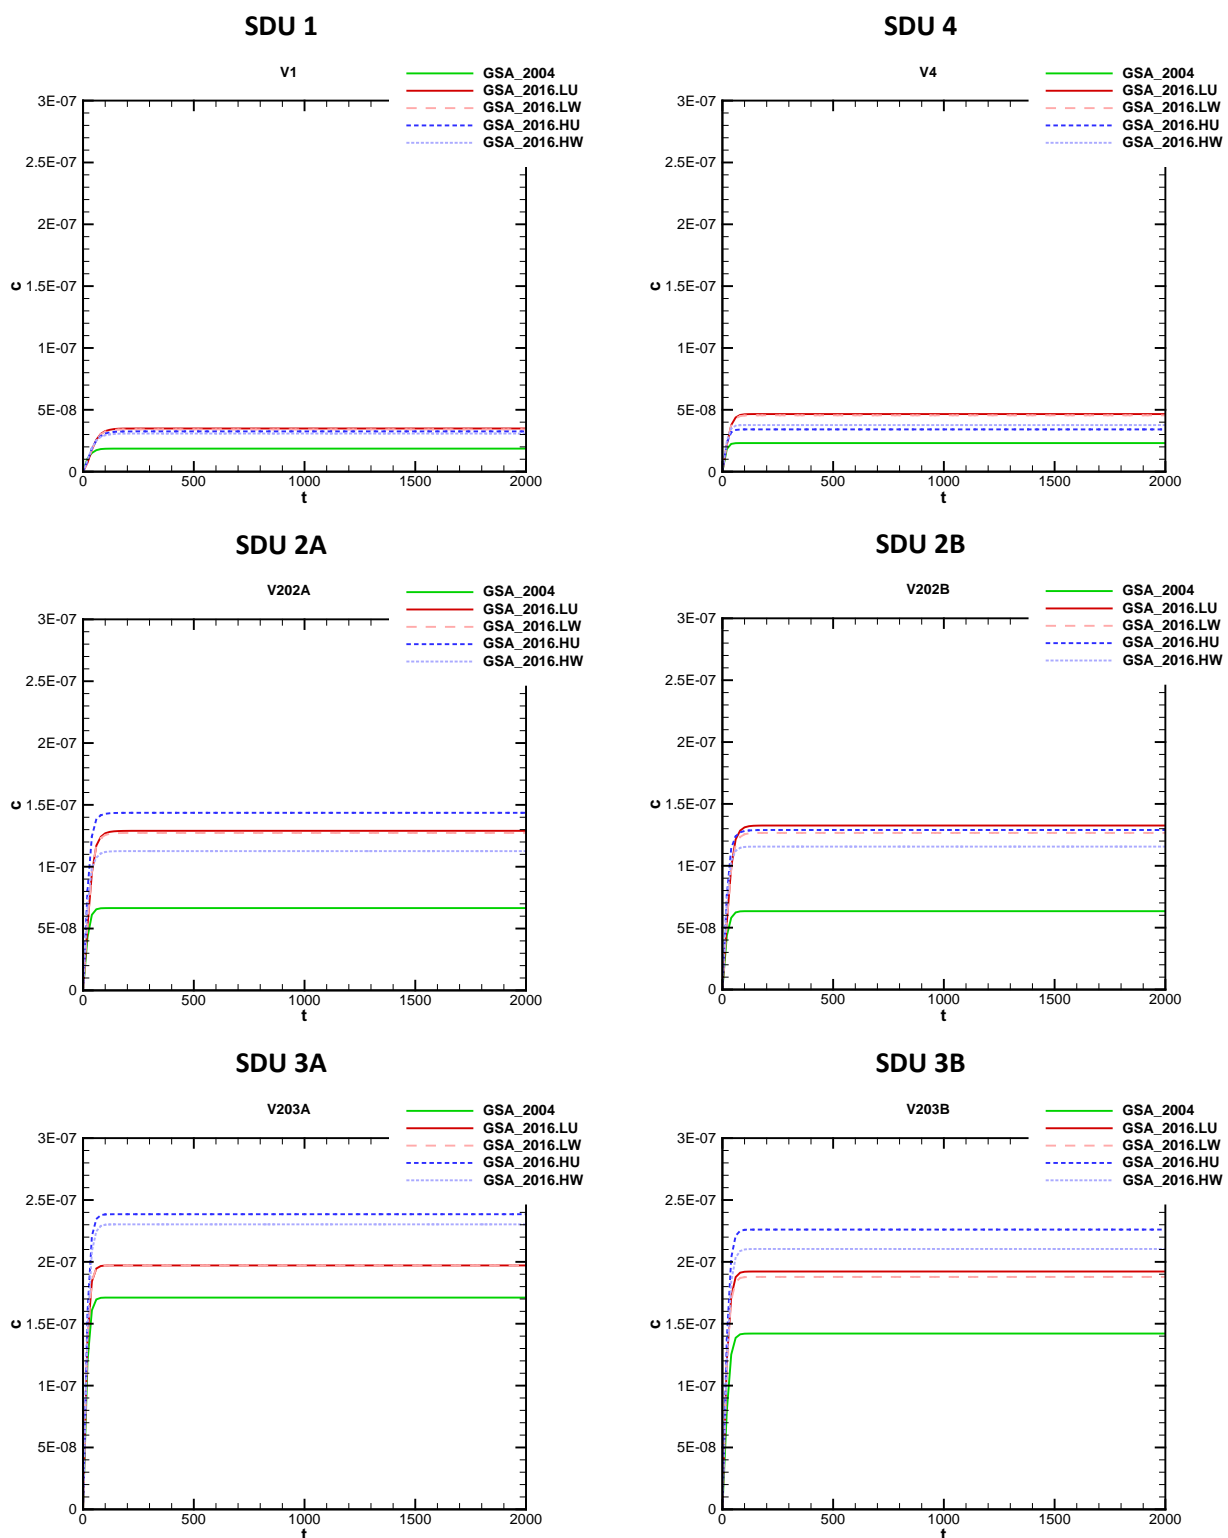 SDU 1
V1
GSA_2004
GSA_2016.LU
GSA_2016.LW
GSA_2016.HU
GSA_2016.HW
3E-07
2.5E-07
2E-07
1.5E-07
1E-07
5E-08
0
c
0 500 1000 1500 2000
t
SDU 4
V4
GSA_2004
GSA_2016.LU
GSA_2016.LW
GSA_2016.HU
GSA_2016.HW
3E-07
2.5E-07
2E-07
1.5E-07
1E-07
5E-08
0
c
0 500 1000 1500 2000
t
SDU 2A
V202A
GSA_2004
GSA_2016.LU
GSA_2016.LW
GSA_2016.HU
GSA_2016.HW
3E-07
2.5E-07
2E-07
1.5E-07
1E-07
5E-08
0
c
0 500 1000 1500 2000
t
SDU 2B
V202B
GSA_2004
GSA_2016.LU
GSA_2016.LW
GSA_2016.HU
GSA_2016.HW
3E-07
2.5E-07
2E-07
1.5E-07
1E-07
5E-08
0
c
0 500 1000 1500 2000
t
SDU 3A
V203A
GSA_2004
GSA_2016.LU
GSA_2016.LW
GSA_2016.HU
GSA_2016.HW
3E-07
2.5E-07
2E-07
1.5E-07
1E-07
5E-08
0
c
0 500 1000 1500 2000
t
SDU 3B
V203B
GSA_2004
GSA_2016.LU
GSA_2016.LW
GSA_2016.HU
GSA_2016.HW
3E-07
2.5E-07
2E-07
1.5E-07
1E-07
5E-08
0
c
0 500 1000 1500 2000
t